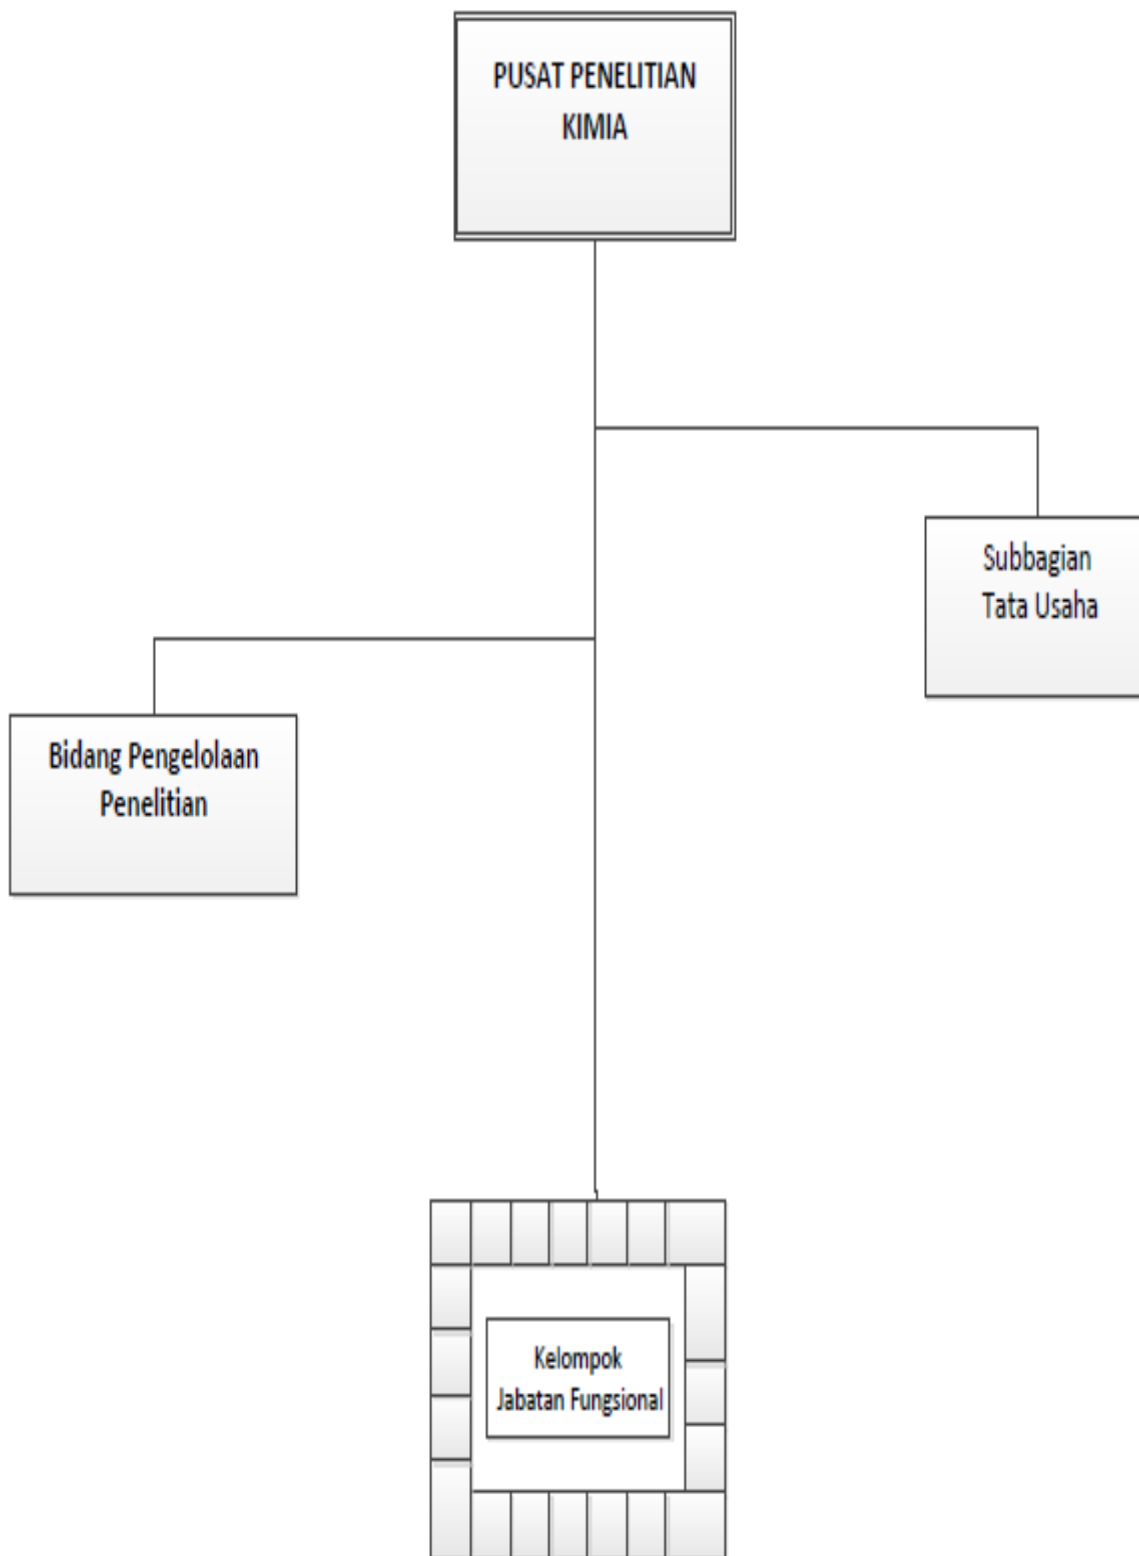 PUSAT PENELITIAN
KIMIA
Subbagian
Tata Usaha
Bidang Pengelolaan
Penelitian
Kelompok
Jabatan Fungsional